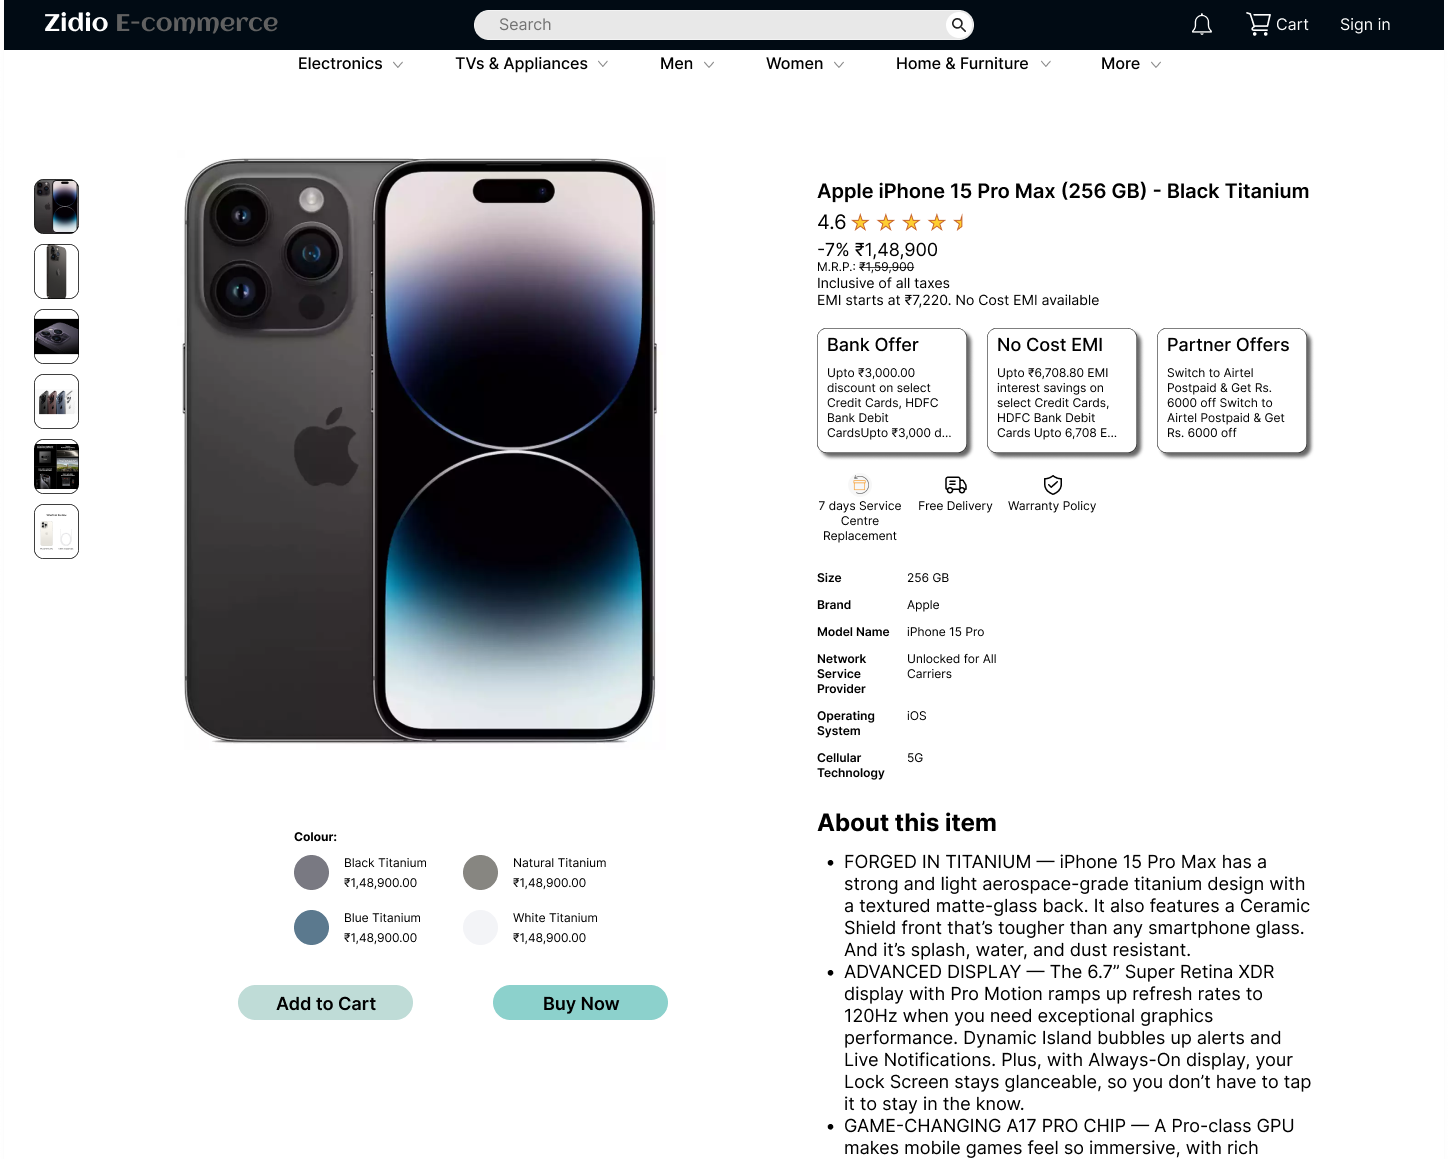 Zidio E-commerce
Search
Cart
Sign in
Electronics
TVs & Appliances
Men
Women
Home & Furniture
More
Apple iPhone 15 Pro Max (256 GB) - Black Titanium
4.6
-7% ₹1,48,900
M.R.P.: ₹1,59,900
Inclusive of all taxes
EMI starts at ₹7,220. No Cost EMI available
Bank Offer
Upto ₹3,000.00
discount on select
Credit Cards, HDFC
Bank Debit
CardsUpto ₹3,000 d...
No Cost EMI
Upto ₹6,708.80 EMI
interest savings on
select Credit Cards,
HDFC Bank Debit
Cards Upto 6,708 E...
Partner Offers
Switch to Airtel
Postpaid & Get Rs.
6000 off Switch to
Airtel Postpaid & Get
Rs. 6000 off
7 days Service
Centre
Replacement
Free Delivery
Warranty Policy
Size 256 GB
Brand Apple
Model Name iPhone 15 Pro
Network
Service
Provider
Unlocked for All
Carriers
Operating
System
iOS
Cellular
Technology
5G
Colour:
Black Titanium
₹1,48,900.00
Natural Titanium
₹1,48,900.00
Blue Titanium
₹1,48,900.00
White Titanium
₹1,48,900.00
Add to Cart
Buy Now
About this item
• FORGED IN TITANIUM — iPhone 15 Pro Max has a
strong and light aerospace-grade titanium design with
a textured matte-glass back. It also features a Ceramic
Shield front that's tougher than any smartphone glass.
And it's splash, water, and dust resistant.
• ADVANCED DISPLAY — The 6.7” Super Retina XDR
display with Pro Motion ramps up refresh rates to
120Hz when you need exceptional graphics
performance. Dynamic Island bubbles up alerts and
Live Notifications. Plus, with Always-On display, your
Lock Screen stays glanceable, so you don't have to tap
it to stay in the know.
• GAME-CHANGING A17 PRO CHIP — A Pro-class GPU
makes mobile games feel so immersive, with rich